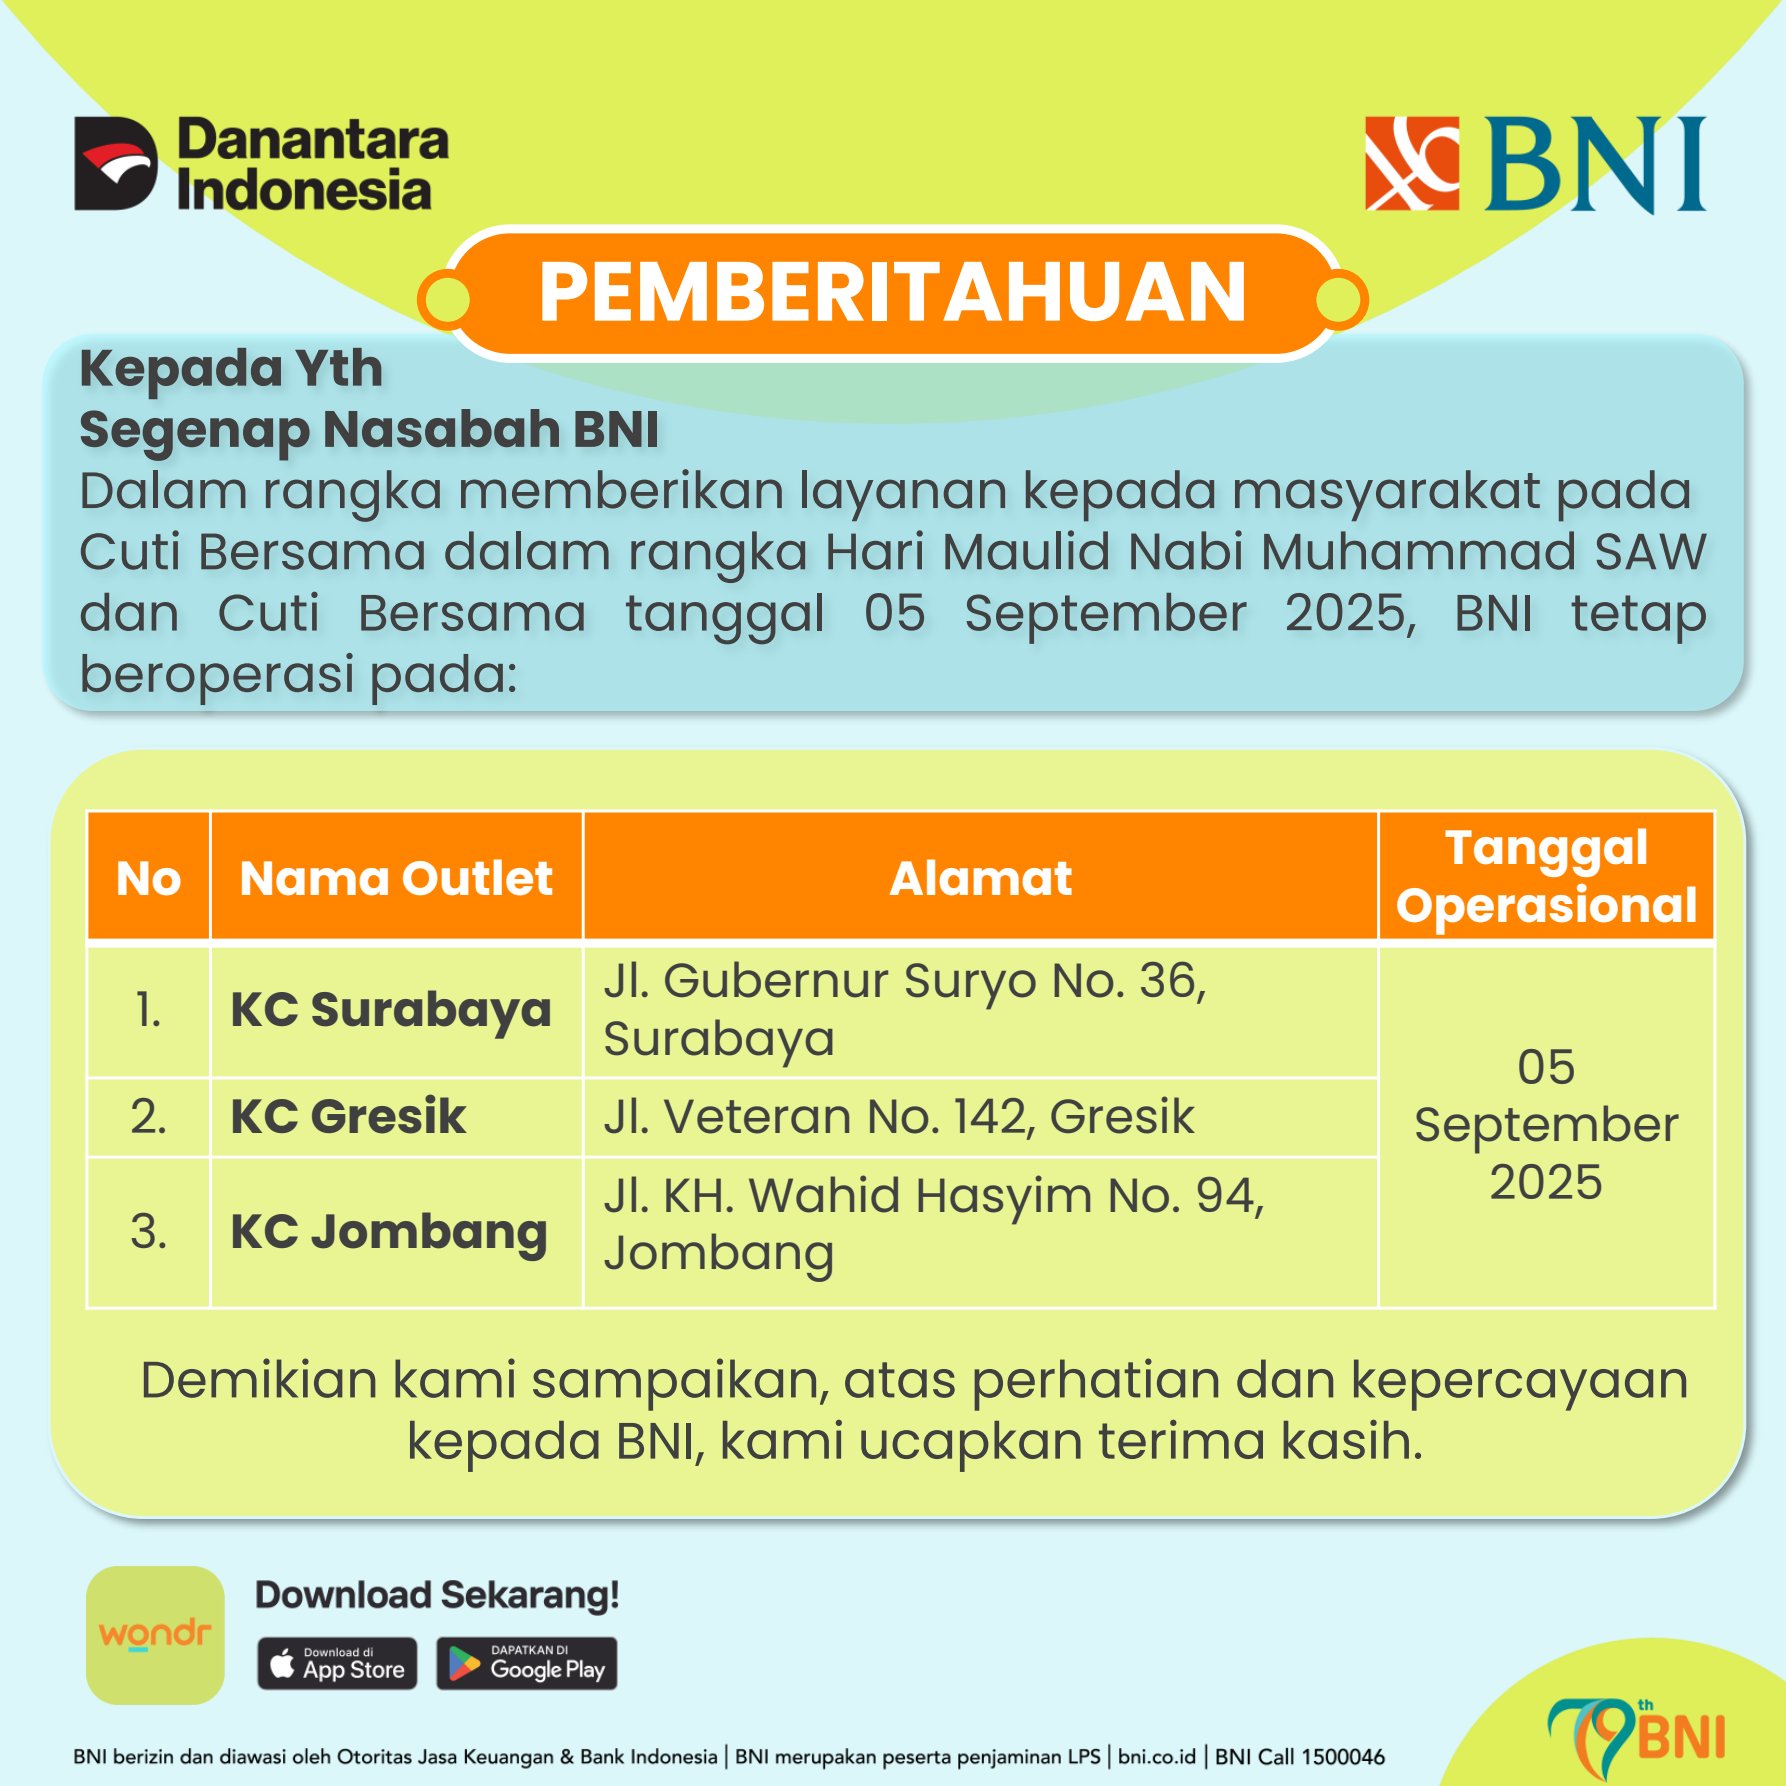 Danantara
Indonesia
BNI
PEMBERITAHUAN
Kepada Yth
Segenap Nasabah BNI
Dalam rangka memberikan layanan kepada masyarakat pada
Cuti Bersama dalam rangka Hari Maulid Nabi Muhammad SAW
dan Cuti Bersama tanggal 05 September 2025, BNI tetap
beroperasi pada:
No Nama Outlet Alamat Tanggal
Operasional
1. KC Surabaya Jl. Gubernur Suryo No. 36,
Surabaya
2. KC Gresik Jl. Veteran No. 142, Gresik
3. KC Jombang Jl. KH. Wahid Hasyim No. 94,
Jombang
05
September
2025
Demikian kami sampaikan, atas perhatian dan kepercayaan
kepada BNI, kami ucapkan terima kasih.
wondr
Download Sekarang!
Download di
App Store
DAPATKAN DI
Google Play
79th BNI
BNI berizin dan diawasi oleh Otoritas Jasa Keuangan & Bank Indonesia | BNI merupakan peserta penjaminan LPS | bni.co.id | BNI Call 1500046